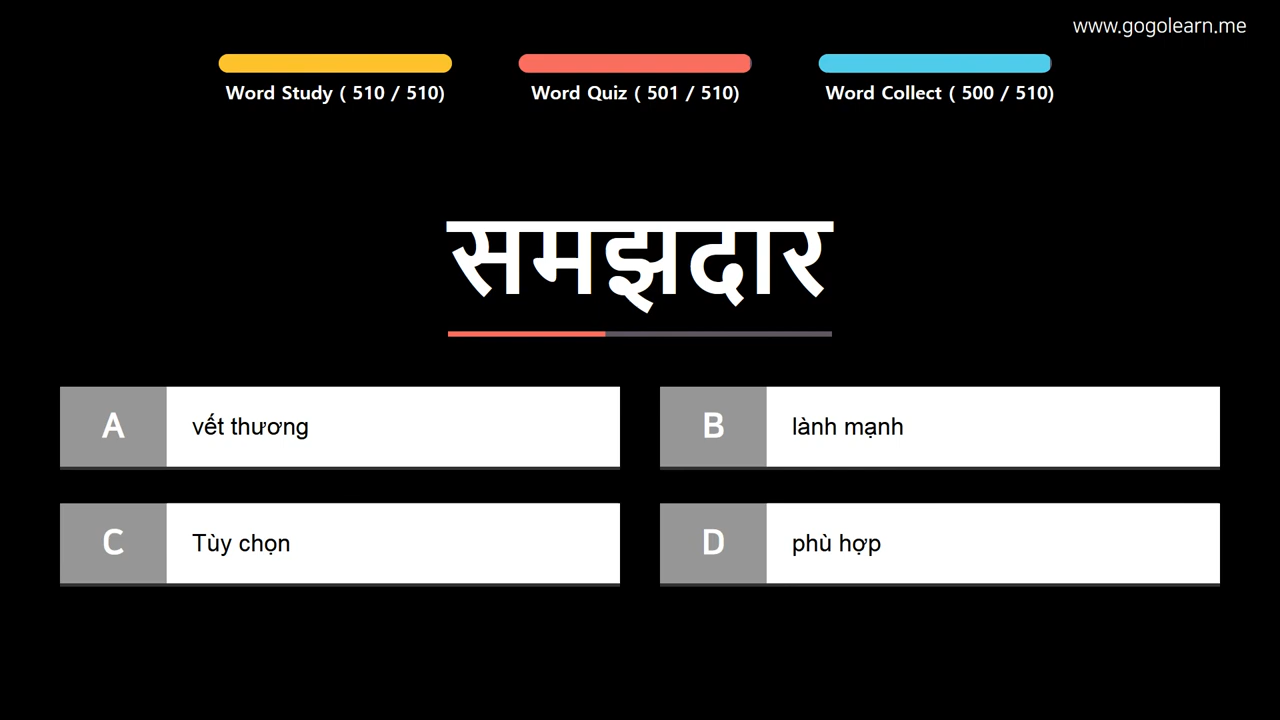 www.gogolearn.me
Word Study ( 510 / 510)
Word Quiz ( 501 / 510)
Word Collect ( 500 / 510)
समझदार
A
vết thương
B
lành mạnh
C
Tùy chọn
D
phù hợp